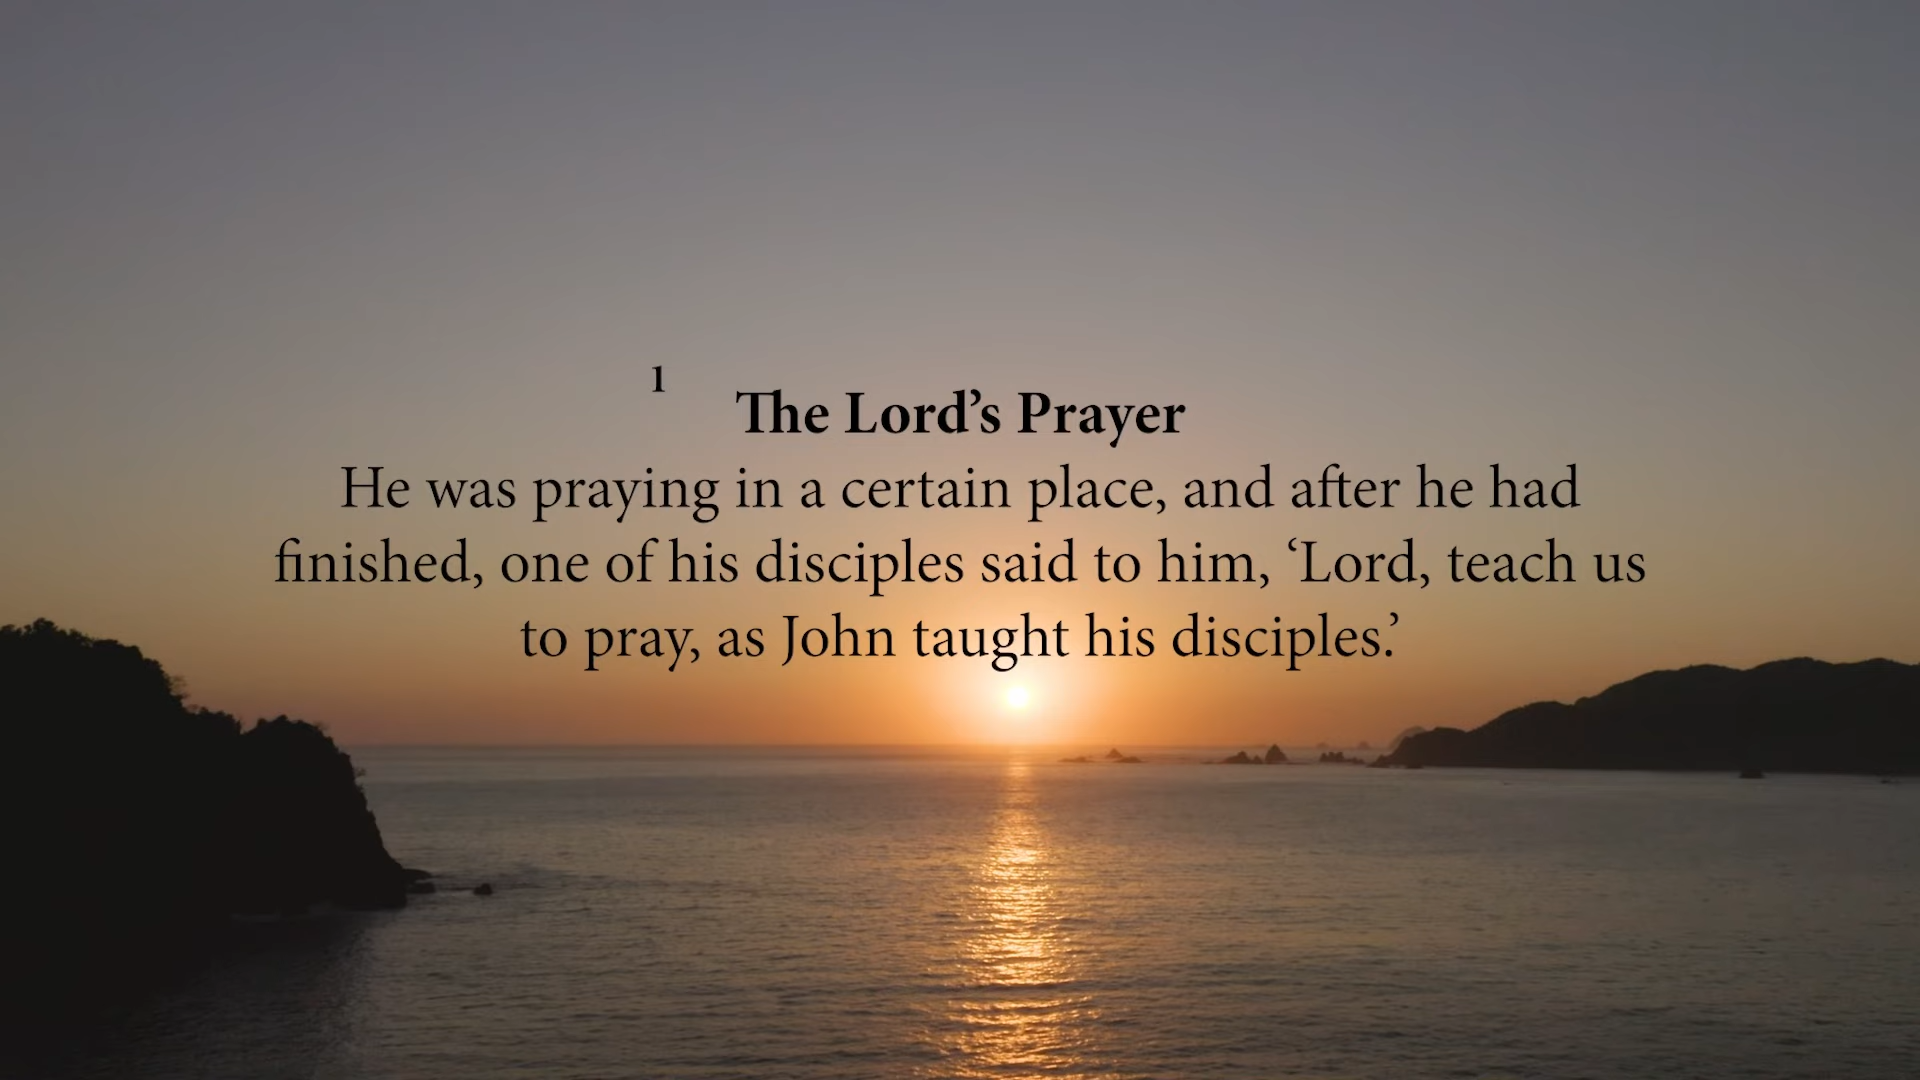 1 The Lord’s Prayer
He was praying in a certain place, and after he had
finished, one of his disciples said to him, ‘Lord, teach us
to pray, as John taught his disciples.’